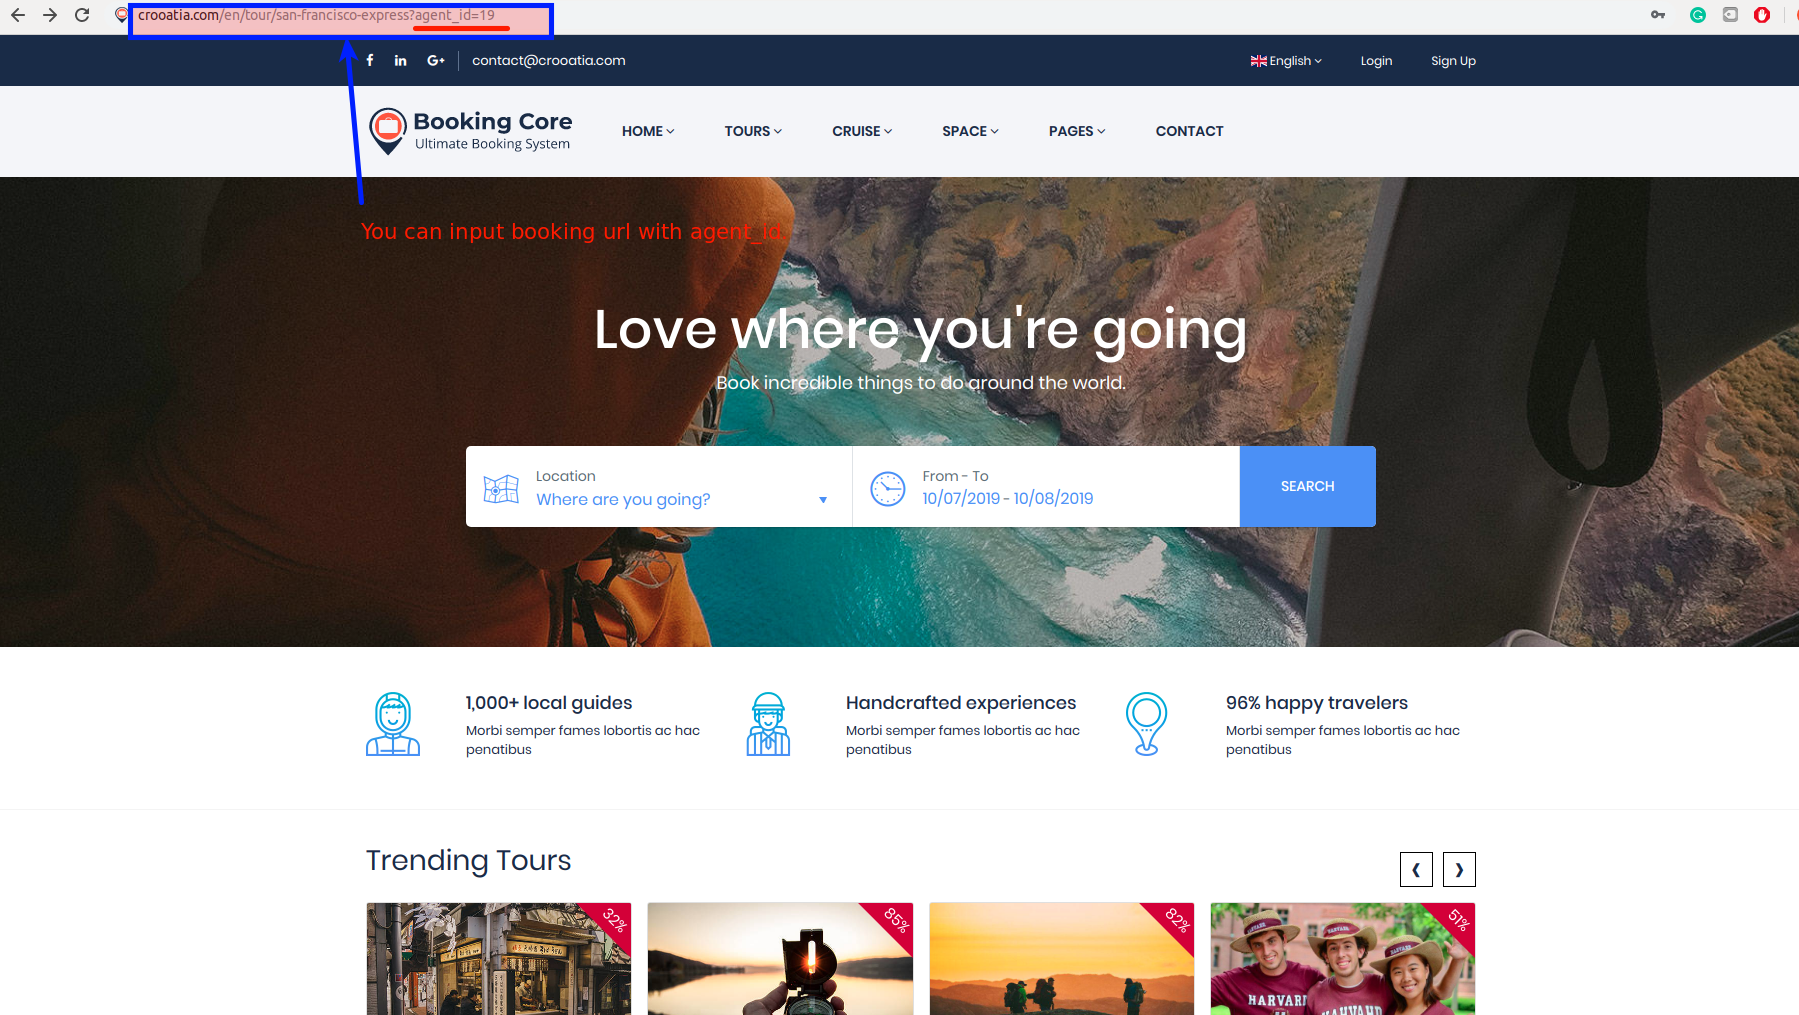 crooatia.com/en/tour/san-francisco-express?agent_id=19
contact@crooatia.com
English
Login
Sign Up
Booking Core
Ultimate Booking System
HOME
TOURS
CRUISE
SPACE
PAGES
CONTACT
You can input booking url with agent_id.
Love where you're going
Book incredible things to do around the world.
Location
Where are you going?
From - To
10/07/2019 - 10/08/2019
SEARCH
1,000+ local guides
Morbi semper fames lobortis ac hac
penatibus
Handcrafted experiences
Morbi semper fames lobortis ac hac
penatibus
96% happy travelers
Morbi semper fames lobortis ac hac
penatibus
Trending Tours
32%
85%
82%
51%
HARVARD